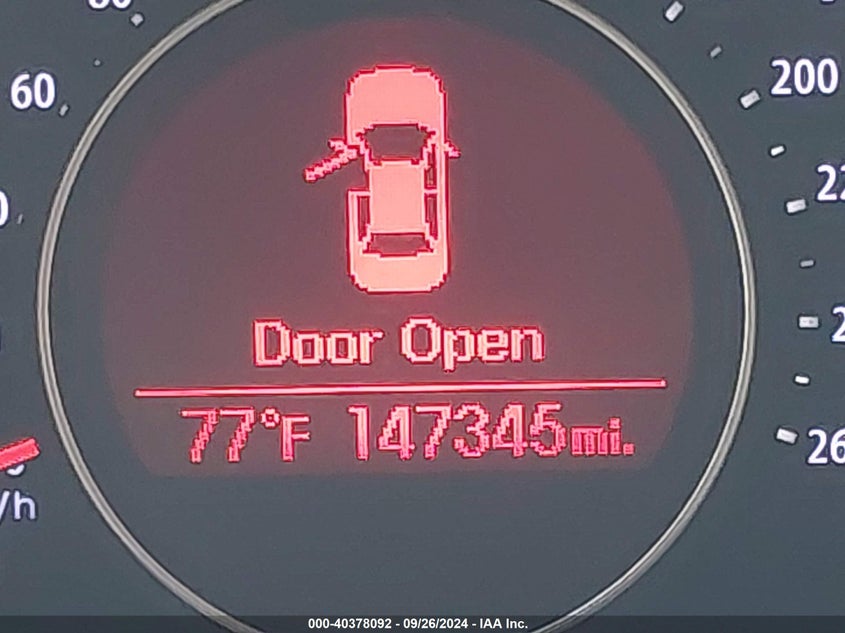 60
200
Door Open
77°F 147345mi.
/h
000-40378092 - 09/26/2024 - IAA Inc.